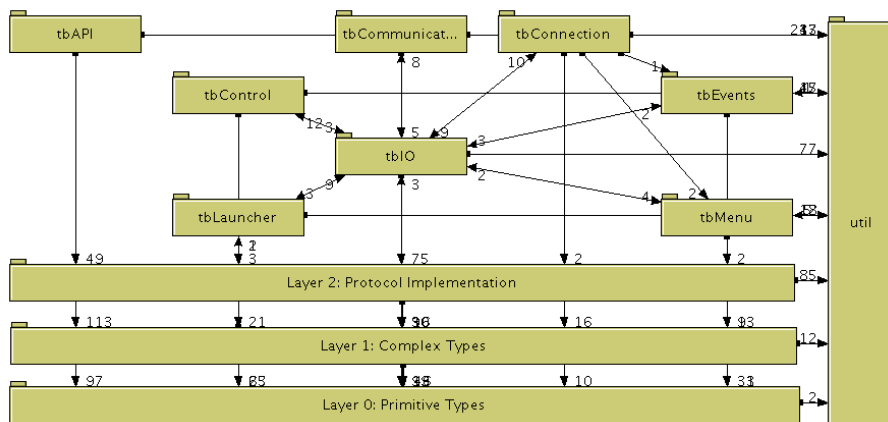 tbAPI
tbCommunicat...
tbConnection
8
10
1
tbControl
tbEvents
12
3
5
9
3
2
tbIO
77
3
9
3
2
4
2
tbLauncher
tbMenu
util
49
3
75
2
2
Layer 2: Protocol Implementation
85
113
21
16
Layer 1: Complex Types
12
97
10
Layer 0: Primitive Types
2